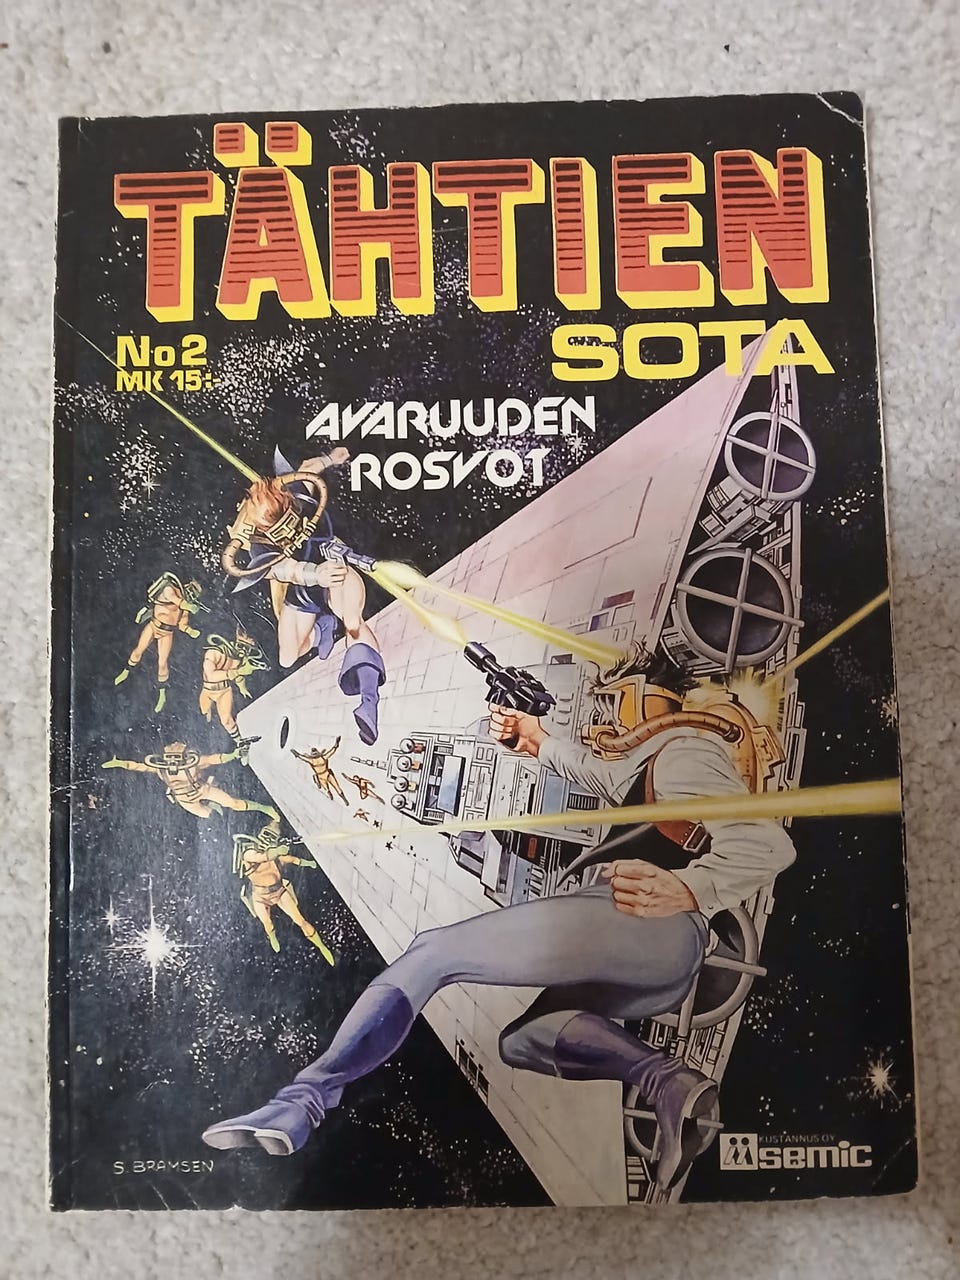 TÄHTIEN
SOTA
No 2
MK 15:-
AVARUUDEN
ROSVOT
S. BRAMSEN
KUSTANNUS OY
semic